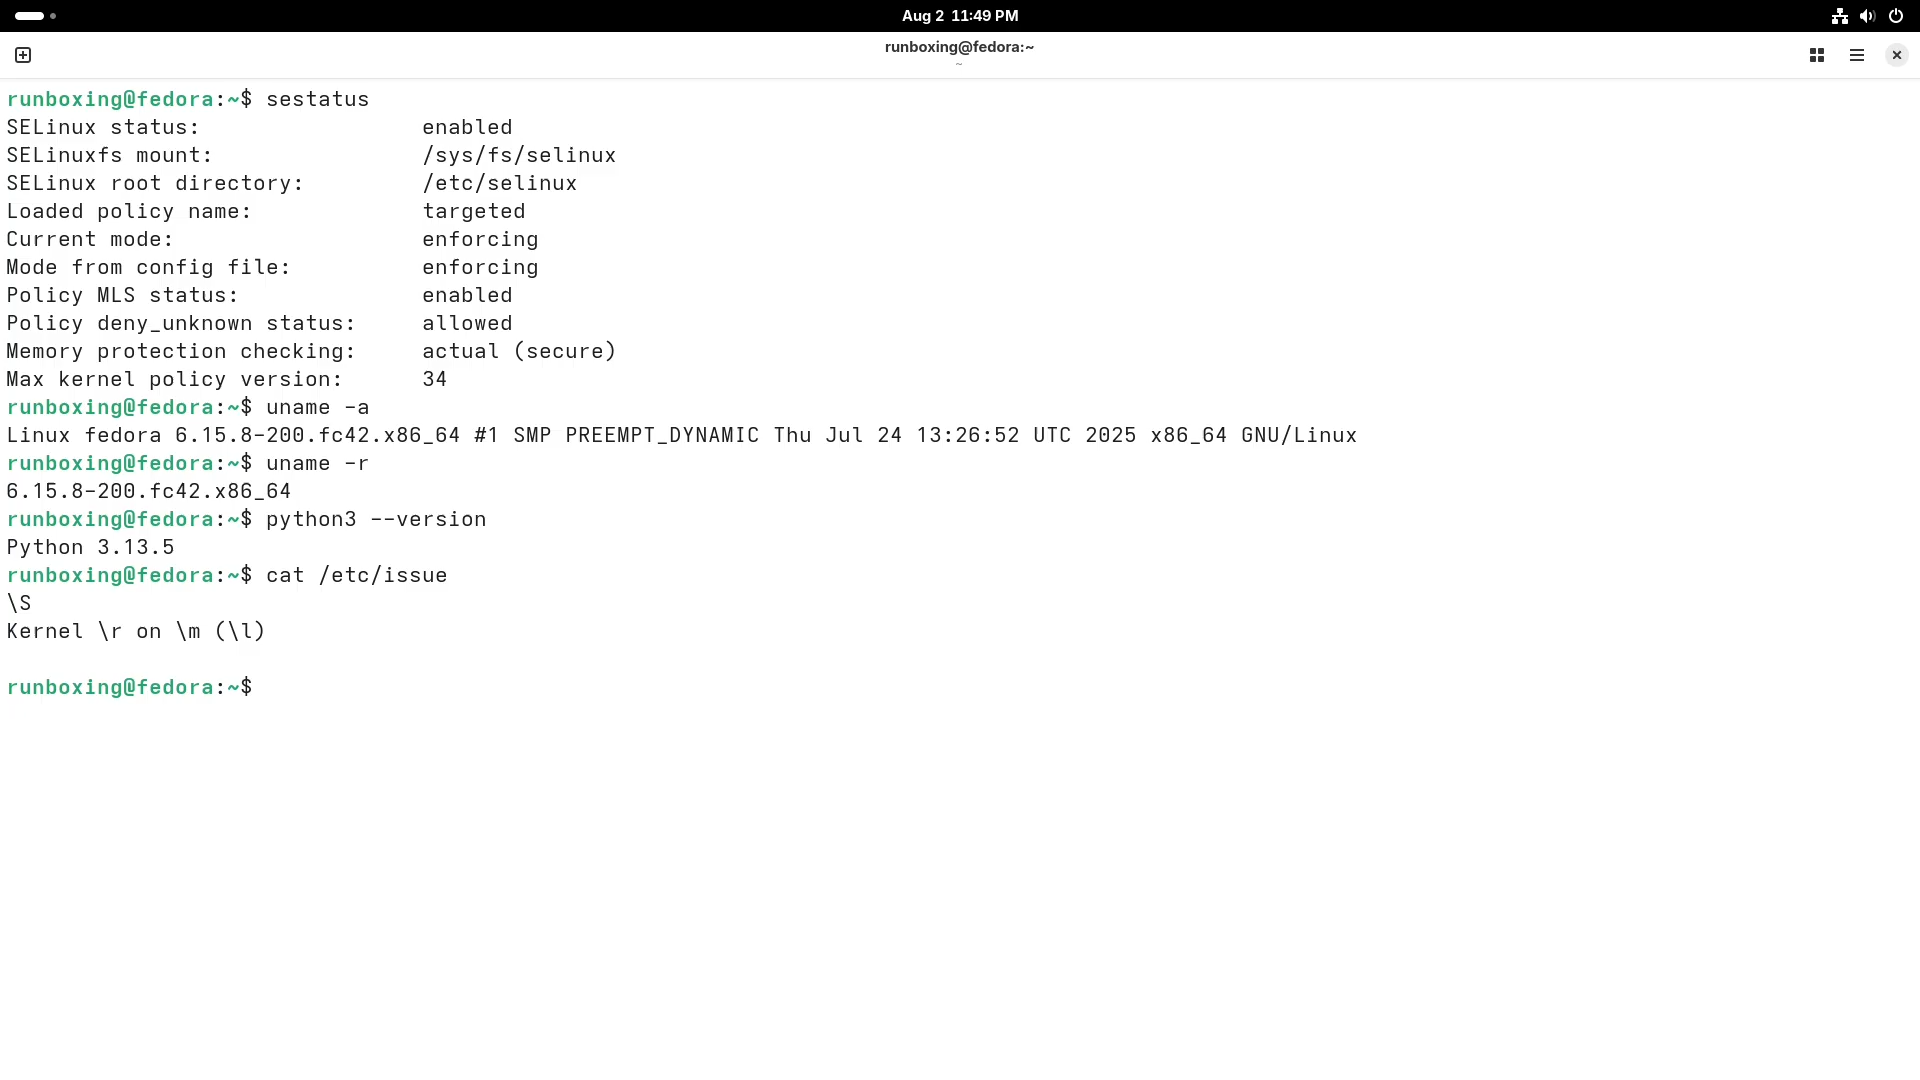 Aug 2 11:49 PM
runboxing@fedora:~
~
runboxing@fedora:~$ sestatus
SELinux status:                 enabled
SELinuxfs mount:                /sys/fs/selinux
SELinux root directory:         /etc/selinux
Loaded policy name:             targeted
Current mode:                   enforcing
Mode from config file:          enforcing
Policy MLS status:              enabled
Policy deny_unknown status:     allowed
Memory protection checking:     actual (secure)
Max kernel policy version:      34
runboxing@fedora:~$ uname -a
Linux fedora 6.15.8-200.fc42.x86_64 #1 SMP PREEMPT_DYNAMIC Thu Jul 24 13:26:52 UTC 2025 x86_64 GNU/Linux
runboxing@fedora:~$ uname -r
6.15.8-200.fc42.x86_64
runboxing@fedora:~$ python3 --version
Python 3.13.5
runboxing@fedora:~$ cat /etc/issue
\S
Kernel \r on \m (\l)
runboxing@fedora:~$